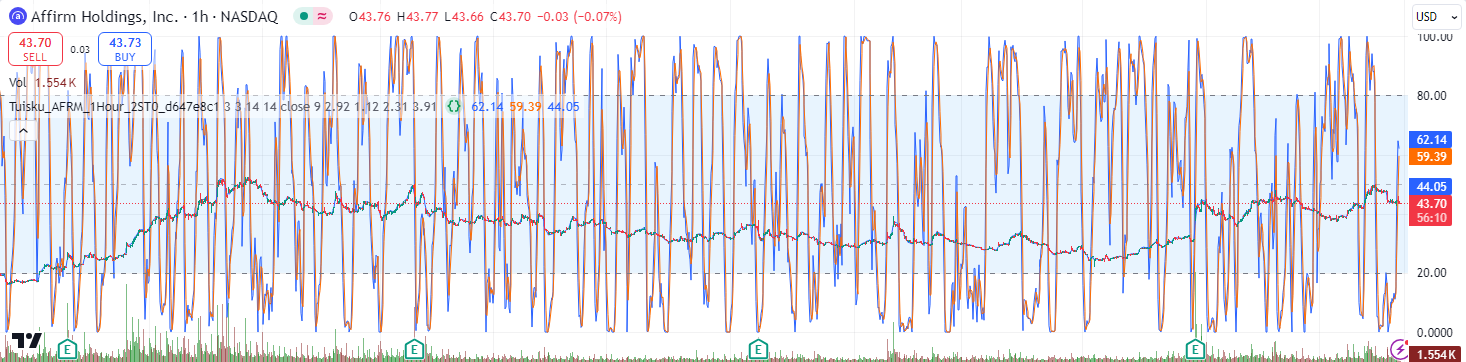 Affirm Holdings, Inc. · 1h · NASDAQ O43.76 H43.77 L43.66 C43.70 −0.03 (−0.07%)
USD
43.70
SELL
0.03
43.73
BUY
100.00
Vol 1.554K
Tuisku_AFRM_1Hour_2ST0_d647e8c1 3 3 14 14 close 9 2.92 1.12 2.31 3.91 {} 62.14 59.39 44.05
80.00
62.14
59.39
44.05
43.70
56:10
20.00
0.0000
E
E
E
E
1.554K